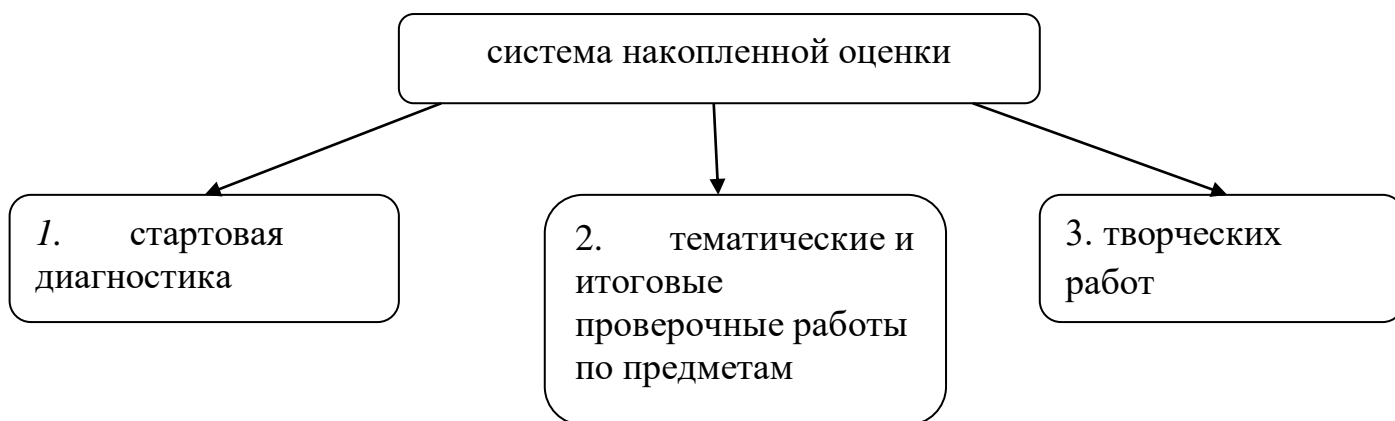 система накопленной оценки
1. стартовая
диагностика
2. тематические и
итоговые
проверочные работы
по предметам
3. творческих
работ